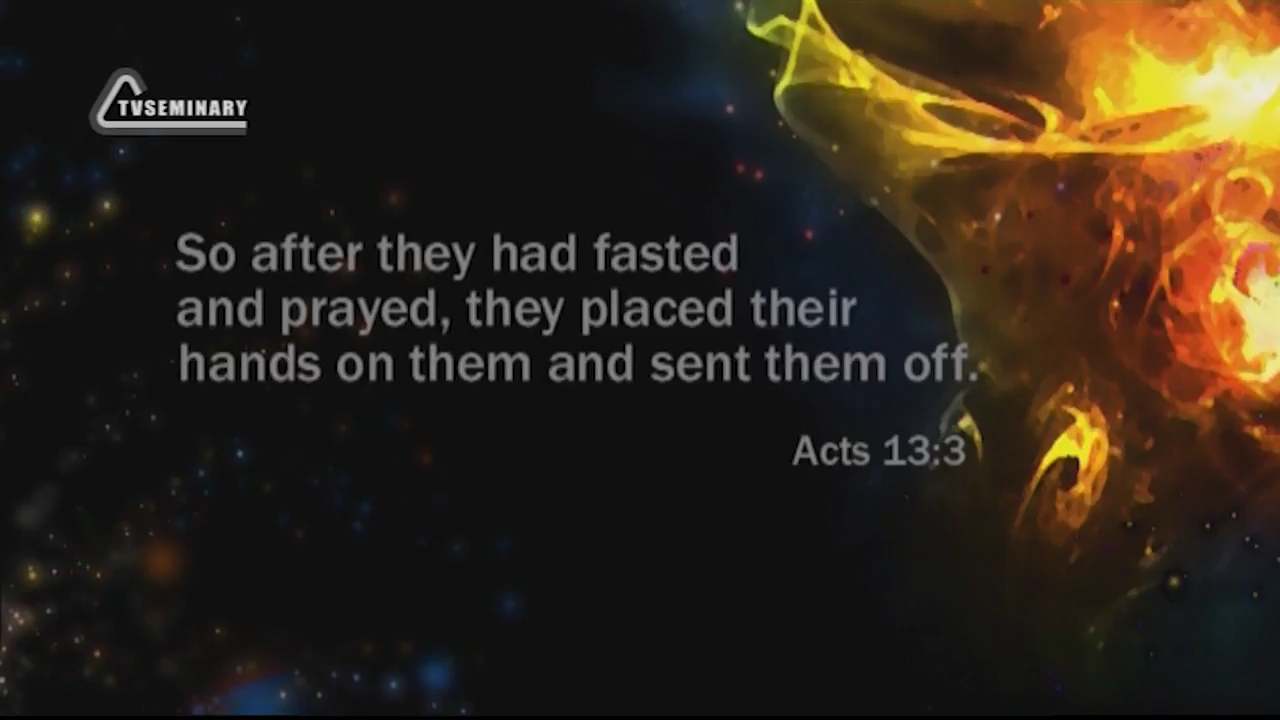 TVSEMINARY
So after they had fasted
and prayed, they placed their
hands on them and sent them off.
Acts 13:3